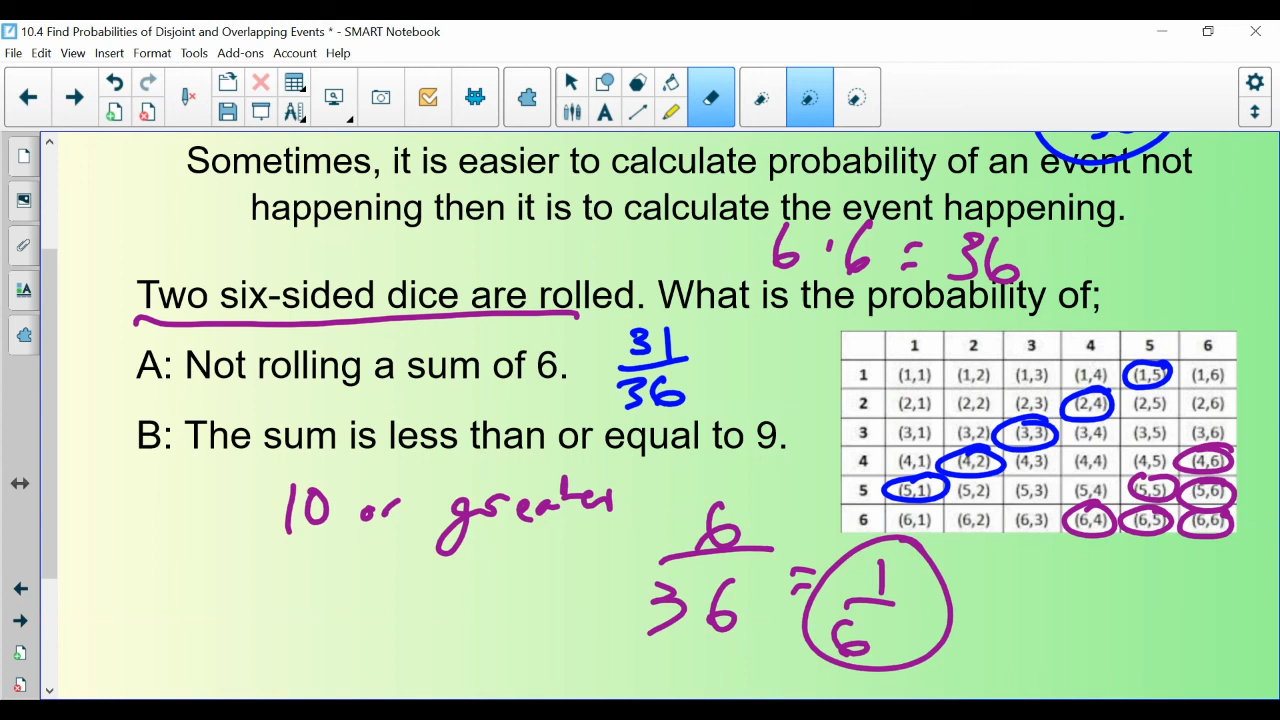 10.4 Find Probabilities of Disjoint and Overlapping Events * - SMART Notebook
File Edit View Insert Format Tools Add-ons Account Help
Sometimes, it is easier to calculate probability of an event not
happening then it is to calculate the event happening.
6 · 6 = 36
Two six-sided dice are rolled. What is the probability of;
A: Not rolling a sum of 6. 31/36
B: The sum is less than or equal to 9.
10 or greater
6/36 = 1/6
1 2 3 4 5 6
1 (1,1) (1,2) (1,3) (1,4) (1,5) (1,6)
2 (2,1) (2,2) (2,3) (2,4) (2,5) (2,6)
3 (3,1) (3,2) (3,3) (3,4) (3,5) (3,6)
4 (4,1) (4,2) (4,3) (4,4) (4,5) (4,6)
5 (5,1) (5,2) (5,3) (5,4) (5,5) (5,6)
6 (6,1) (6,2) (6,3) (6,4) (6,5) (6,6)